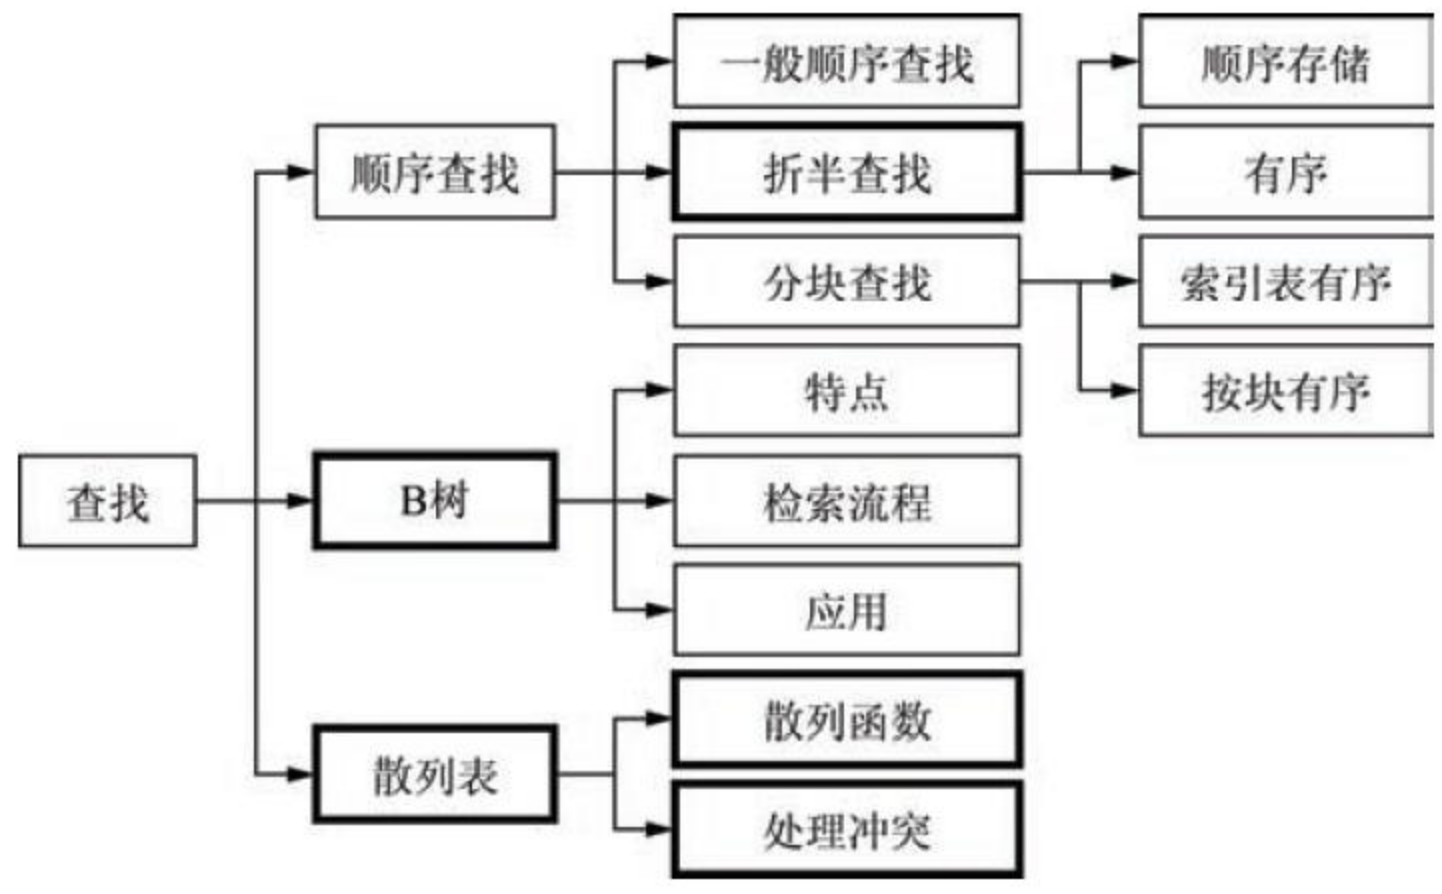 查找
顺序查找
一般顺序查找
折半查找
顺序存储
有序
分块查找
索引表有序
按块有序
B树
特点
检索流程
应用
散列表
散列函数
处理冲突